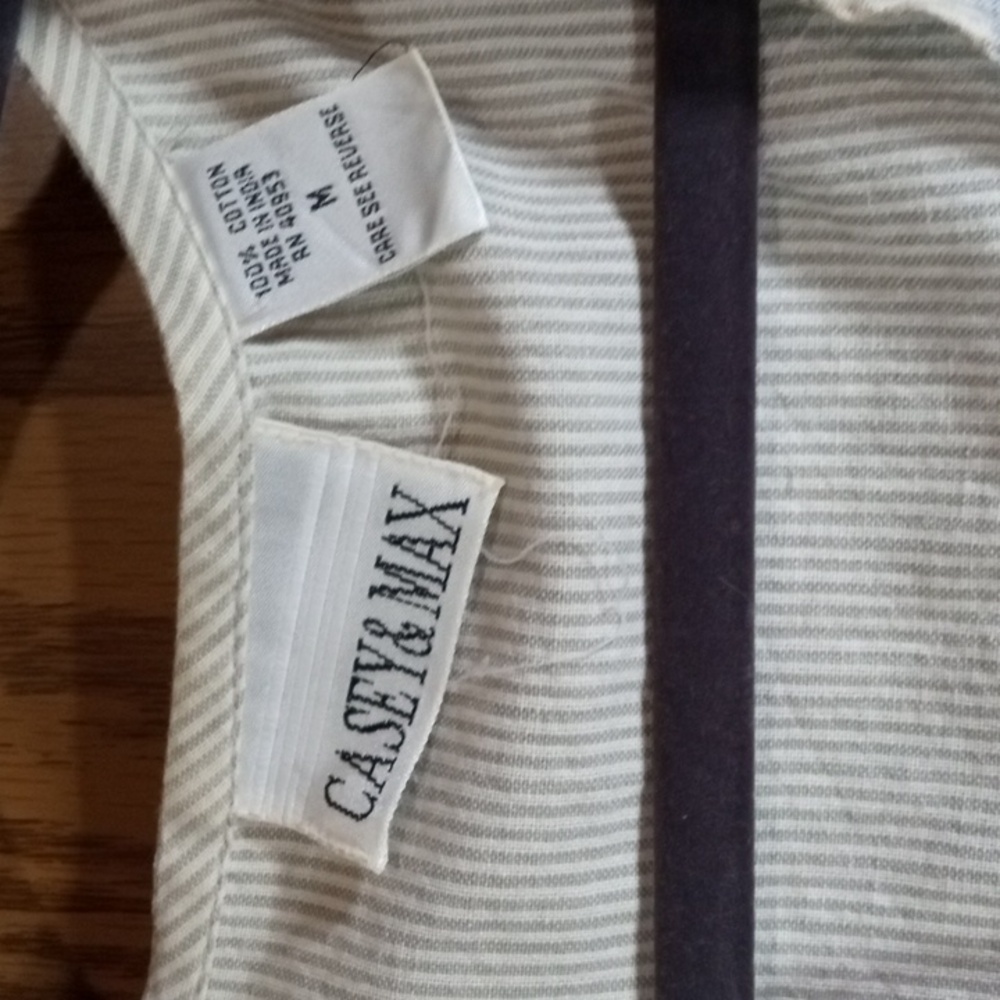 100% COTTON
MADE IN INDIA
RN 40953
M
CARE SEE REVERSE
CASEY & MAX